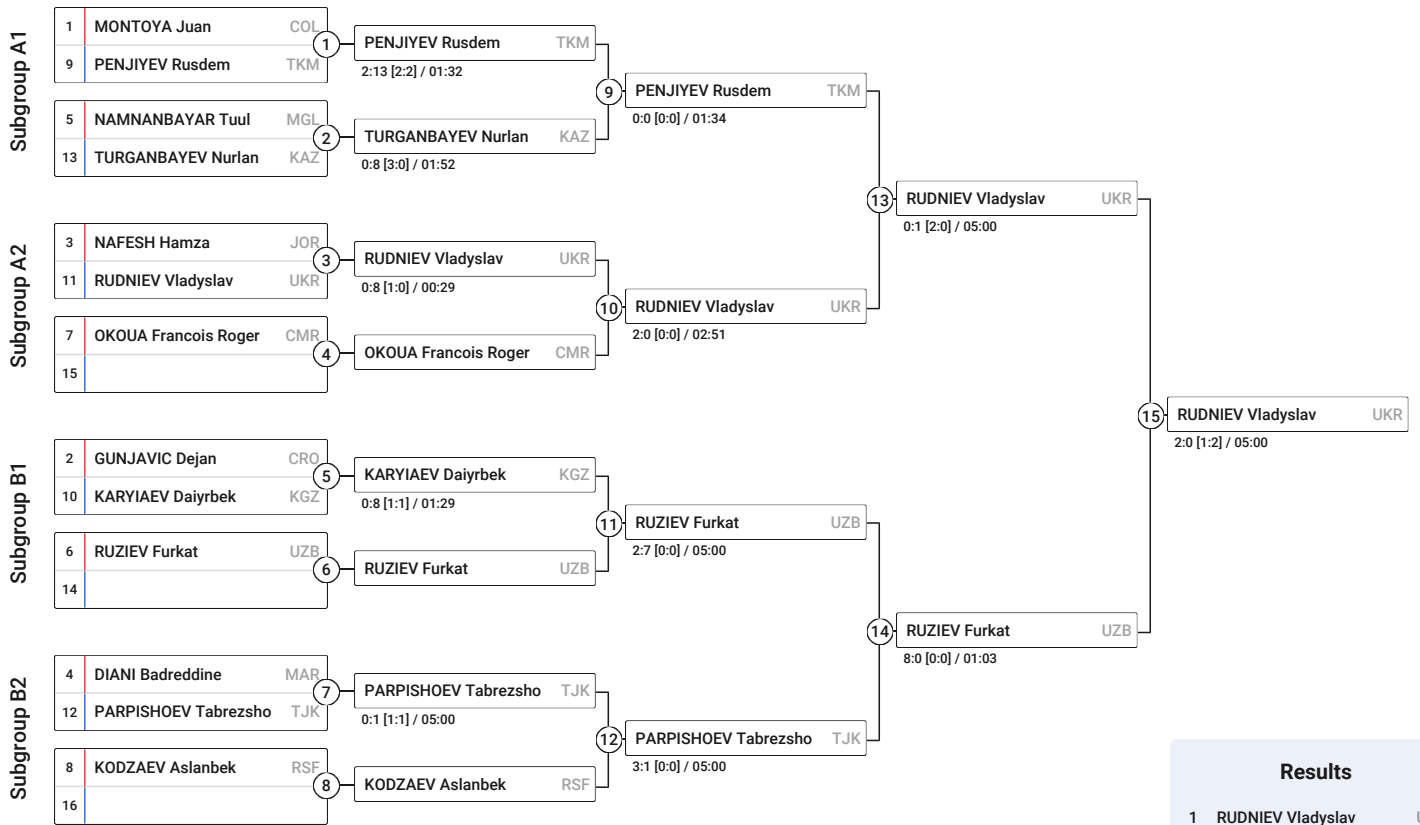 Subgroup A1
1 MONTOYA Juan COL
9 PENJIYEV Rusdem TKM
1
5 NAMNANBAYAR Tuul MGL
13 TURGANBAYEV Nurlan KAZ
2
Subgroup A2
3 NAFESH Hamza JOR
11 RUDNIEV Vladyslav UKR
3
7 OKOUA Francois Roger CMR
15
4
Subgroup B1
2 GUNJAVIC Dejan CRO
10 KARYIAEV Daiyrbek KGZ
5
6 RUZIEV Furkat UZB
14
6
Subgroup B2
4 DIANI Badreddine MAR
12 PARPISHOEV Tabrezsho TJK
7
8 KODZAEV Aslanbek RSF
16
8
PENJIYEV Rusdem TKM
2:13 [2:2] / 01:32
TURGANBAYEV Nurlan KAZ
0:8 [3:0] / 01:52
9
RUDNIEV Vladyslav UKR
0:8 [1:0] / 00:29
OKOUA Francois Roger CMR
10
KARYIAEV Daiyrbek KGZ
0:8 [1:1] / 01:29
RUZIEV Furkat UZB
11
PARPISHOEV Tabrezsho TJK
0:1 [1:1] / 05:00
KODZAEV Aslanbek RSF
12
PENJIYEV Rusdem TKM
0:0 [0:0] / 01:34
RUDNIEV Vladyslav UKR
2:0 [0:0] / 02:51
13
RUZIEV Furkat UZB
2:7 [0:0] / 05:00
PARPISHOEV Tabrezsho TJK
3:1 [0:0] / 05:00
14
RUDNIEV Vladyslav UKR
0:1 [2:0] / 05:00
RUZIEV Furkat UZB
8:0 [0:0] / 01:03
15
RUDNIEV Vladyslav UKR
2:0 [1:2] / 05:00
Results
1 RUDNIEV Vladyslav